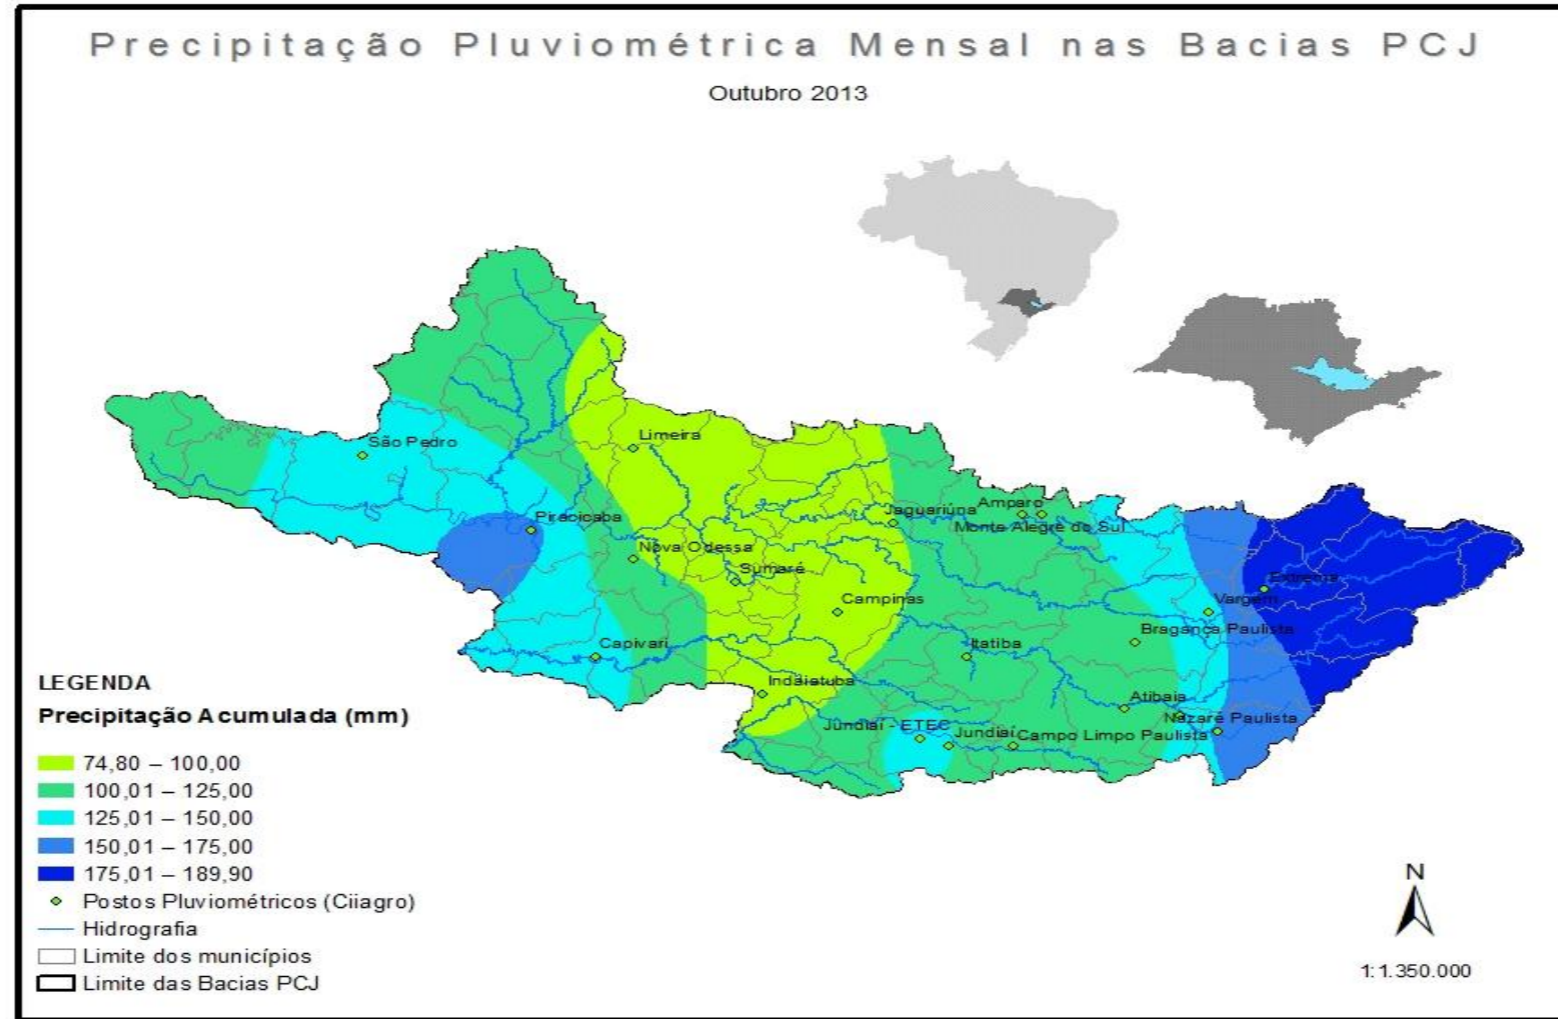 Precipitação Pluviométrica Mensal nas Bacias PCJ
Outubro 2013
São Pedro
Limeira
Piracicaba
Amparo
Jaguariúna
Monte Alegre do Sul
Nova Odessa
Sumaré
Extrema
Campinas
Vargem
Bragança Paulista
Capivari
Itatiba
Indaiatuba
Atibaia
Nazaré Paulista
Jundiaí - ETEC
Jundiaí
Campo Limpo Paulista
LEGENDA
Precipitação Acumulada (mm)
74,80 – 100,00
100,01 – 125,00
125,01 – 150,00
150,01 – 175,00
175,01 – 189,90
Postos Pluviométricos (Ciiagro)
Hidrografia
Limite dos municípios
Limite das Bacias PCJ
N
1:1.350.000